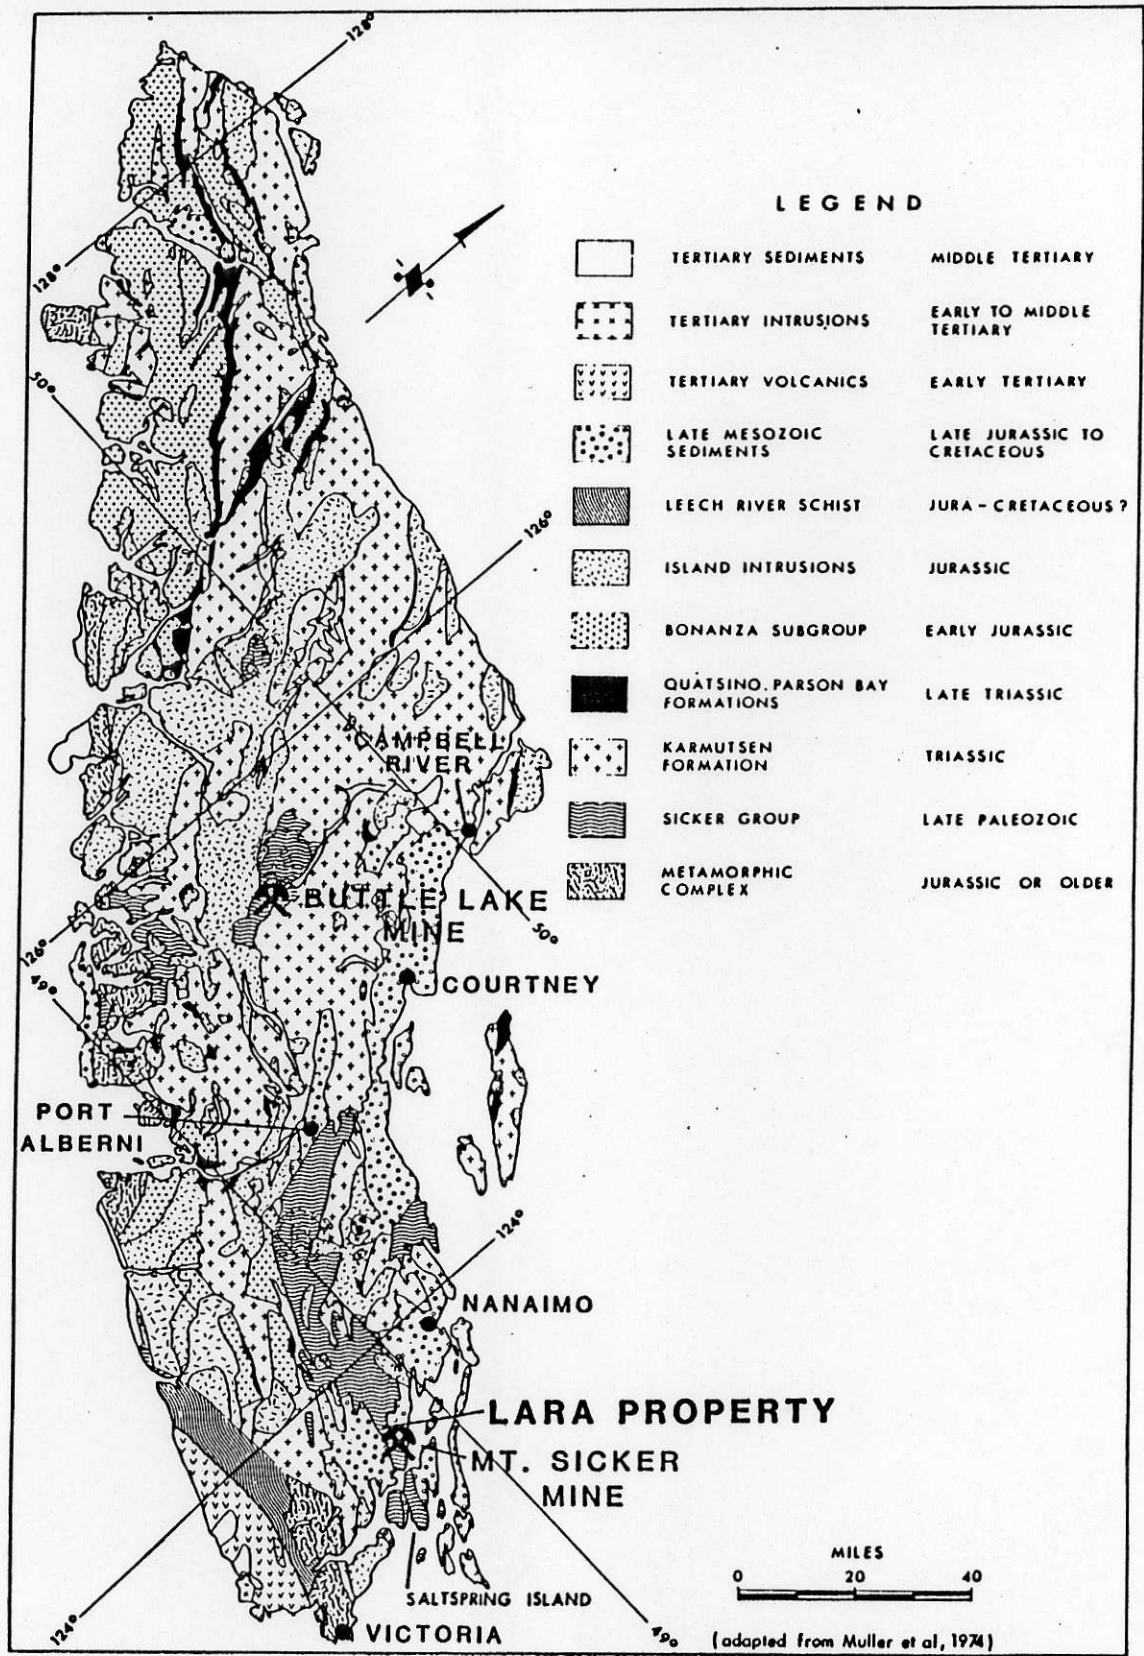 128°
LEGEND
TERTIARY SEDIMENTS MIDDLE TERTIARY
TERTIARY INTRUSIONS EARLY TO MIDDLE
TERTIARY
TERTIARY VOLCANICS EARLY TERTIARY
LATE MESOZOIC LATE JURASSIC TO
SEDIMENTS CRETACEOUS
LEECH RIVER SCHIST JURA-CRETACEOUS?
ISLAND INTRUSIONS JURASSIC
BONANZA SUBGROUP EARLY JURASSIC
QUATSINO. PARSON BAY LATE TRIASSIC
FORMATIONS
KARMUTSEN TRIASSIC
FORMATION
SICKER GROUP LATE PALEOZOIC
METAMORPHIC JURASSIC OR OLDER
COMPLEX
128°
50°
126°
CAMPBELL
RIVER
BUTTLE LAKE
MINE
50°
126°
49°
COURTNEY
PORT
ALBERNI
124°
NANAIMO
LARA PROPERTY
MT. SICKER
MINE
SALTSPRING ISLAND
VICTORIA
124°
49°
MILES
0 20 40
(adapted from Muller et al, 1974)